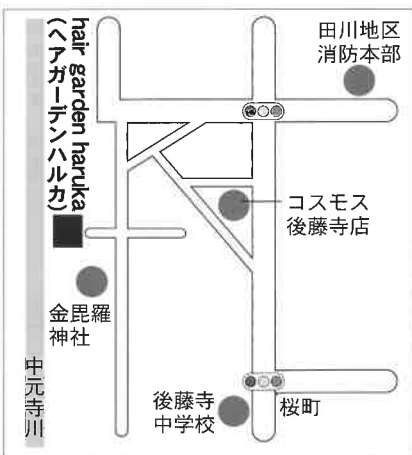 hair garden haruka
(ヘアガーデンハルカ)
田川地区
消防本部
コスモス
後藤寺店
金毘羅
神社
中元寺川
後藤寺
中学校
桜町